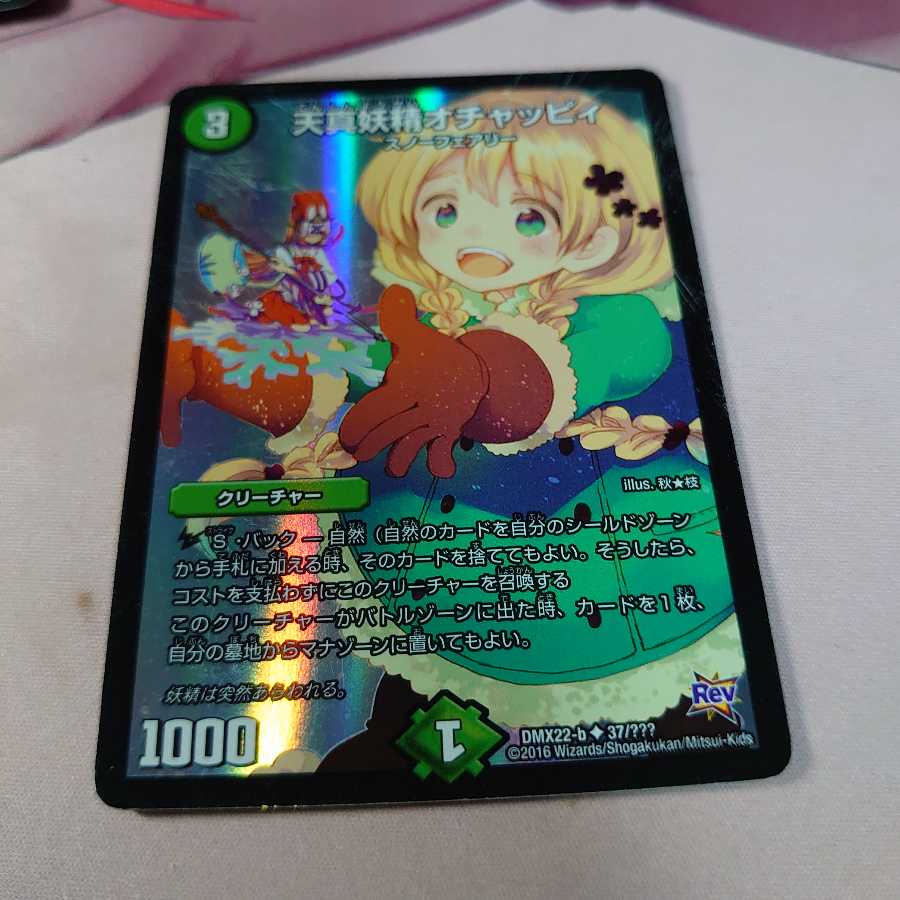 3
天真妖精オチャッピィ
スノーフェアリー
illus. 秋★枝
クリーチャー
S・バック ー 自然（自然のカードを自分のシールドゾーン
から手札に加える時、そのカードを捨ててもよい。そうしたら、
コストを支払わずにこのクリーチャーを召喚する
このクリーチャーがバトルゾーンに出た時、カードを1枚、
自分の墓地からマナゾーンに置いてもよい。
妖精は突然あらわれる。
Rev
1000
1
DMX22-b◆37/???
©2016 Wizards/Shogakukan/Mitsui-Kids